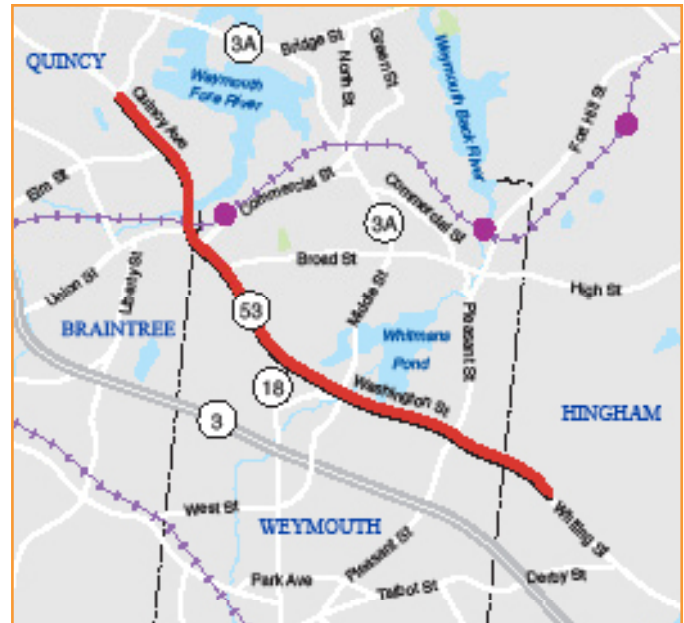 3A
Bridge St
QUINCY
Weymouth
Fore River
North St
Green St
Weymouth Back River
Fort Hill St
Quincy Ave
Elm St
Commercial St
Commercial St
3A
Broad St
High St
Union St
Liberty St
Middle St
Pleasant St
BRAINTREE
53
Whitmans
Pond
18
Washington St
3
HINGHAM
West St
WEYMOUTH
Whiting St
Pleasant St
Park Ave
Talbot St
Derby St